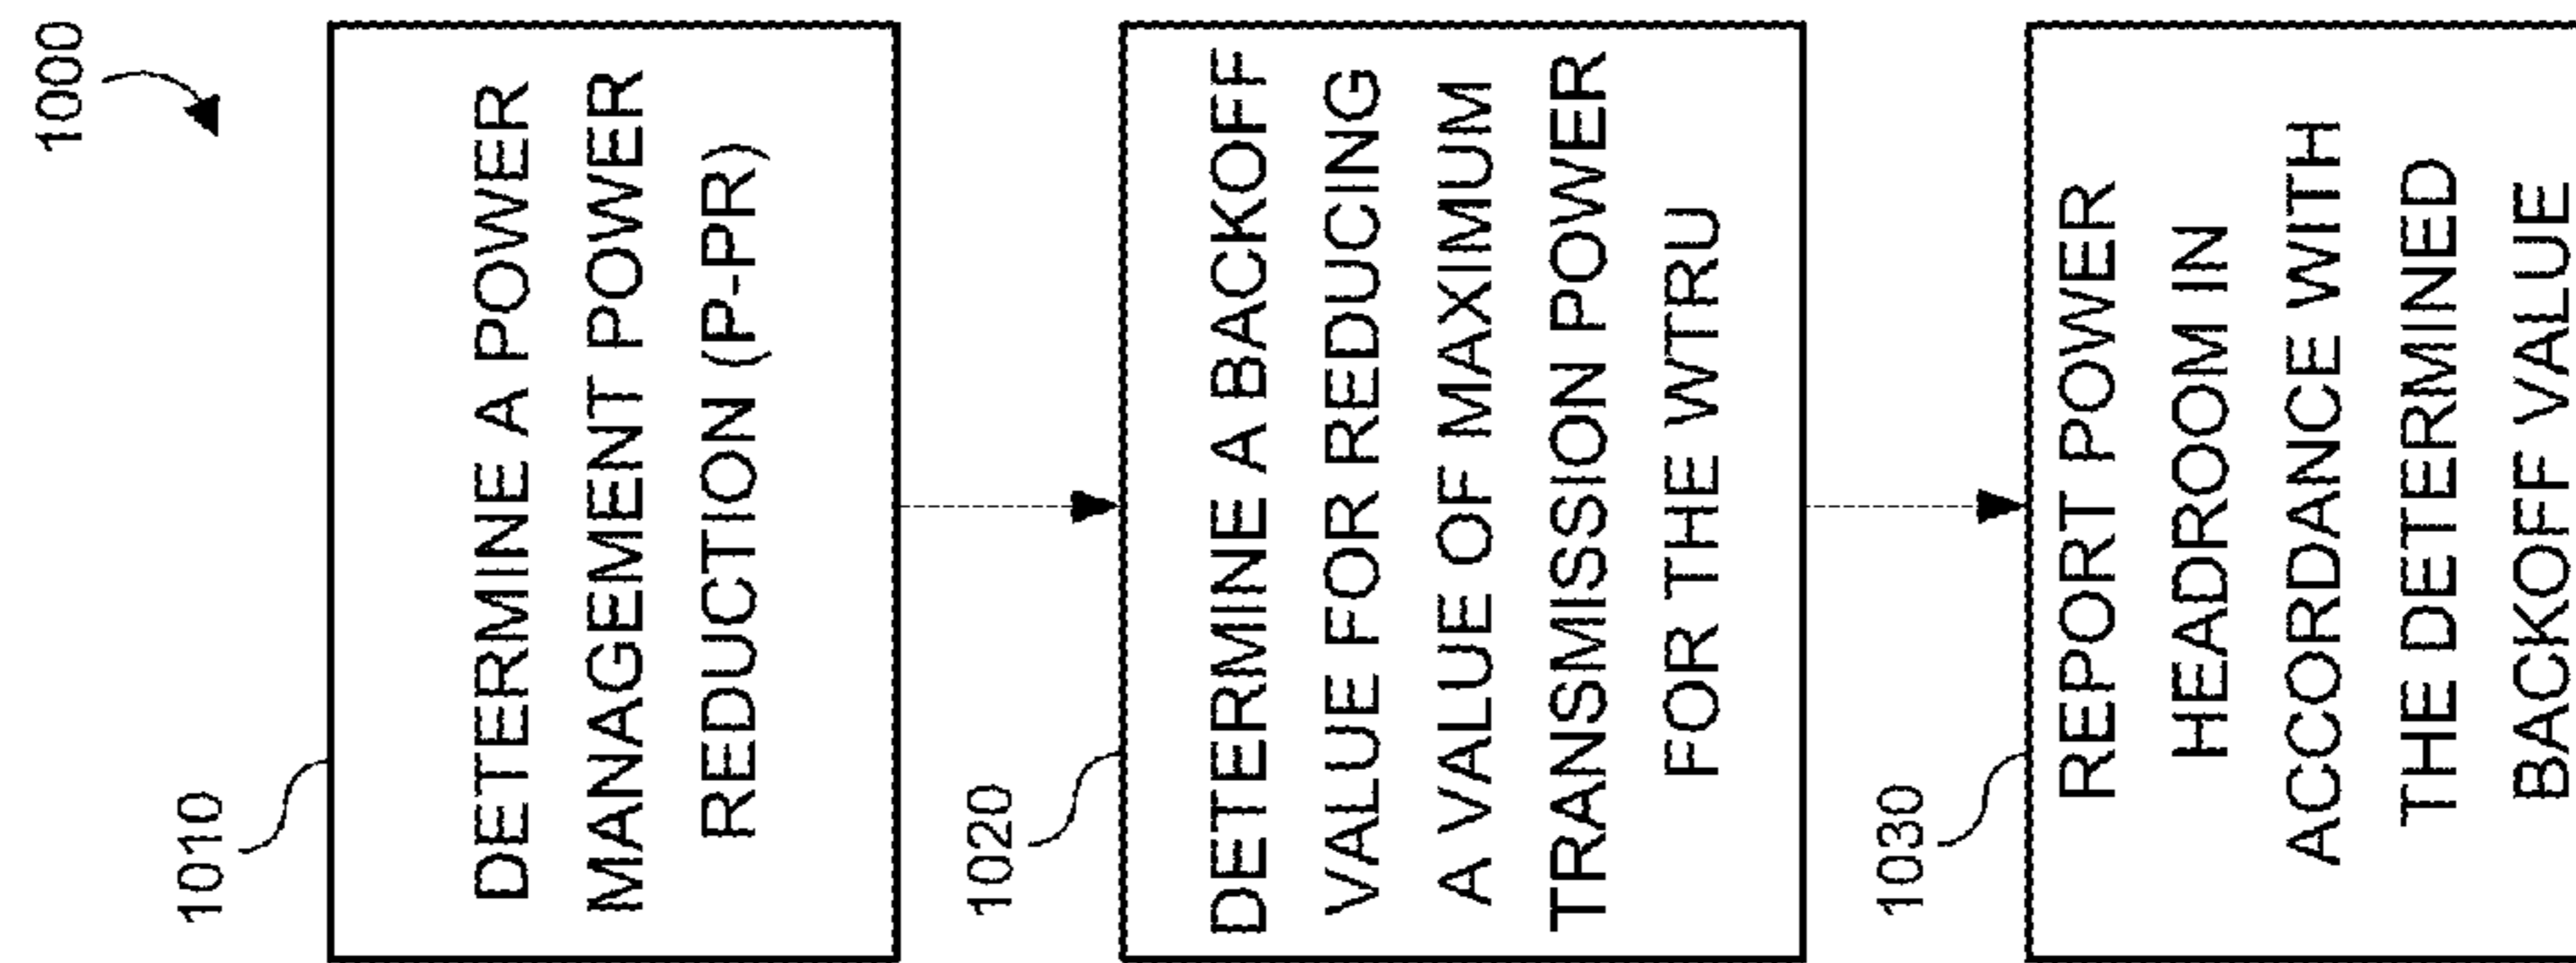 1000
1010
DETERMINE A POWER
MANAGEMENT POWER
REDUCTION (P-PR)
1020
DETERMINE A BACKOFF
VALUE FOR REDUCING
A VALUE OF MAXIMUM
TRANSMISSION POWER
FOR THE WTRU
1030
REPORT POWER
HEADROOM IN
ACCORDANCE WITH
THE DETERMINED
BACKOFF VALUE